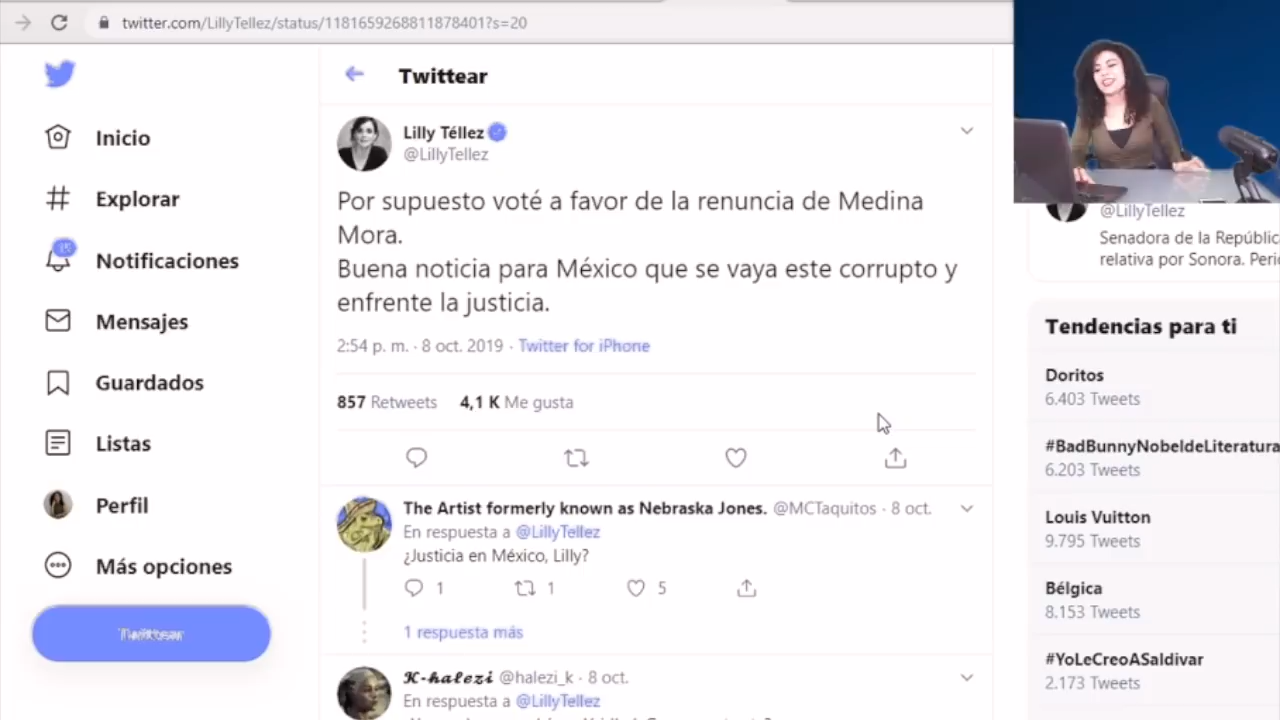 twitter.com/LillyTellez/status/1181659268811878401?s=20
Inicio
Explorar
Notificaciones
Mensajes
Guardados
Listas
Perfil
Más opciones
Twittear
Twittear
Lilly Téllez
@LillyTellez
Por supuesto voté a favor de la renuncia de Medina
Mora.
Buena noticia para México que se vaya este corrupto y
enfrente la justicia.
2:54 p. m. · 8 oct. 2019 · Twitter for iPhone
857 Retweets 4,1 K Me gusta
The Artist formerly known as Nebraska Jones. @MCTaquitos · 8 oct.
En respuesta a @LillyTellez
¿Justicia en México, Lilly?
1 1 5
1 respuesta más
K-halezi @halezi_k · 8 oct.
En respuesta a @LillyTellez
@LillyTellez
Senadora de la República
relativa por Sonora.
Tendencias para ti
Doritos
6.403 Tweets
#BadBunnyNobeldeLiteratura
6.203 Tweets
Louis Vuitton
9.795 Tweets
Bélgica
8.153 Tweets
#YoLeCreoASaldivar
2.173 Tweets